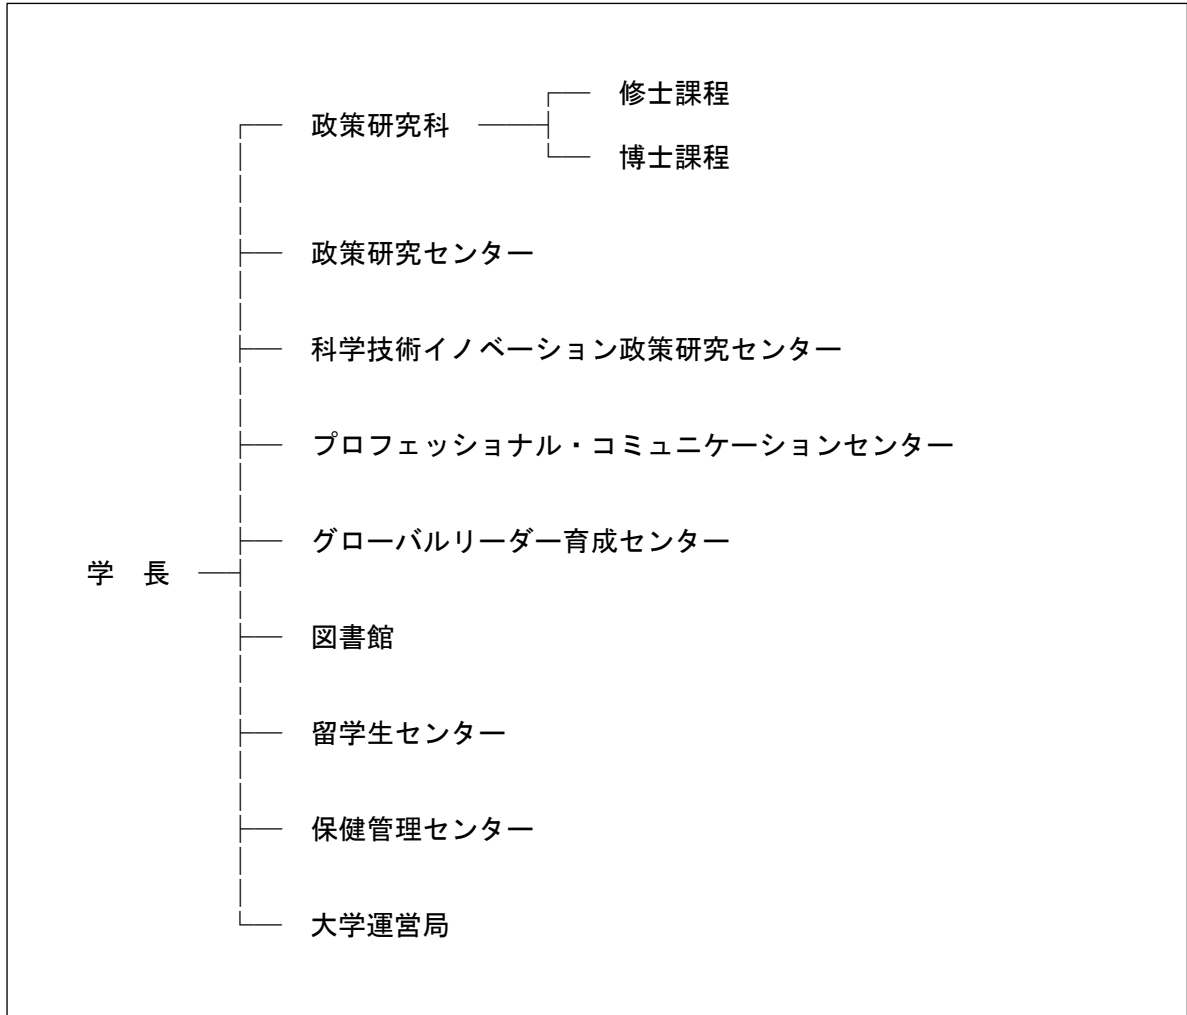 修士課程
政策研究科
博士課程
政策研究センター
科学技術イノベーション政策研究センター
プロフェッショナル・コミュニケーションセンター
グローバルリーダー育成センター
学　長
図書館
留学生センター
保健管理センター
大学運営局